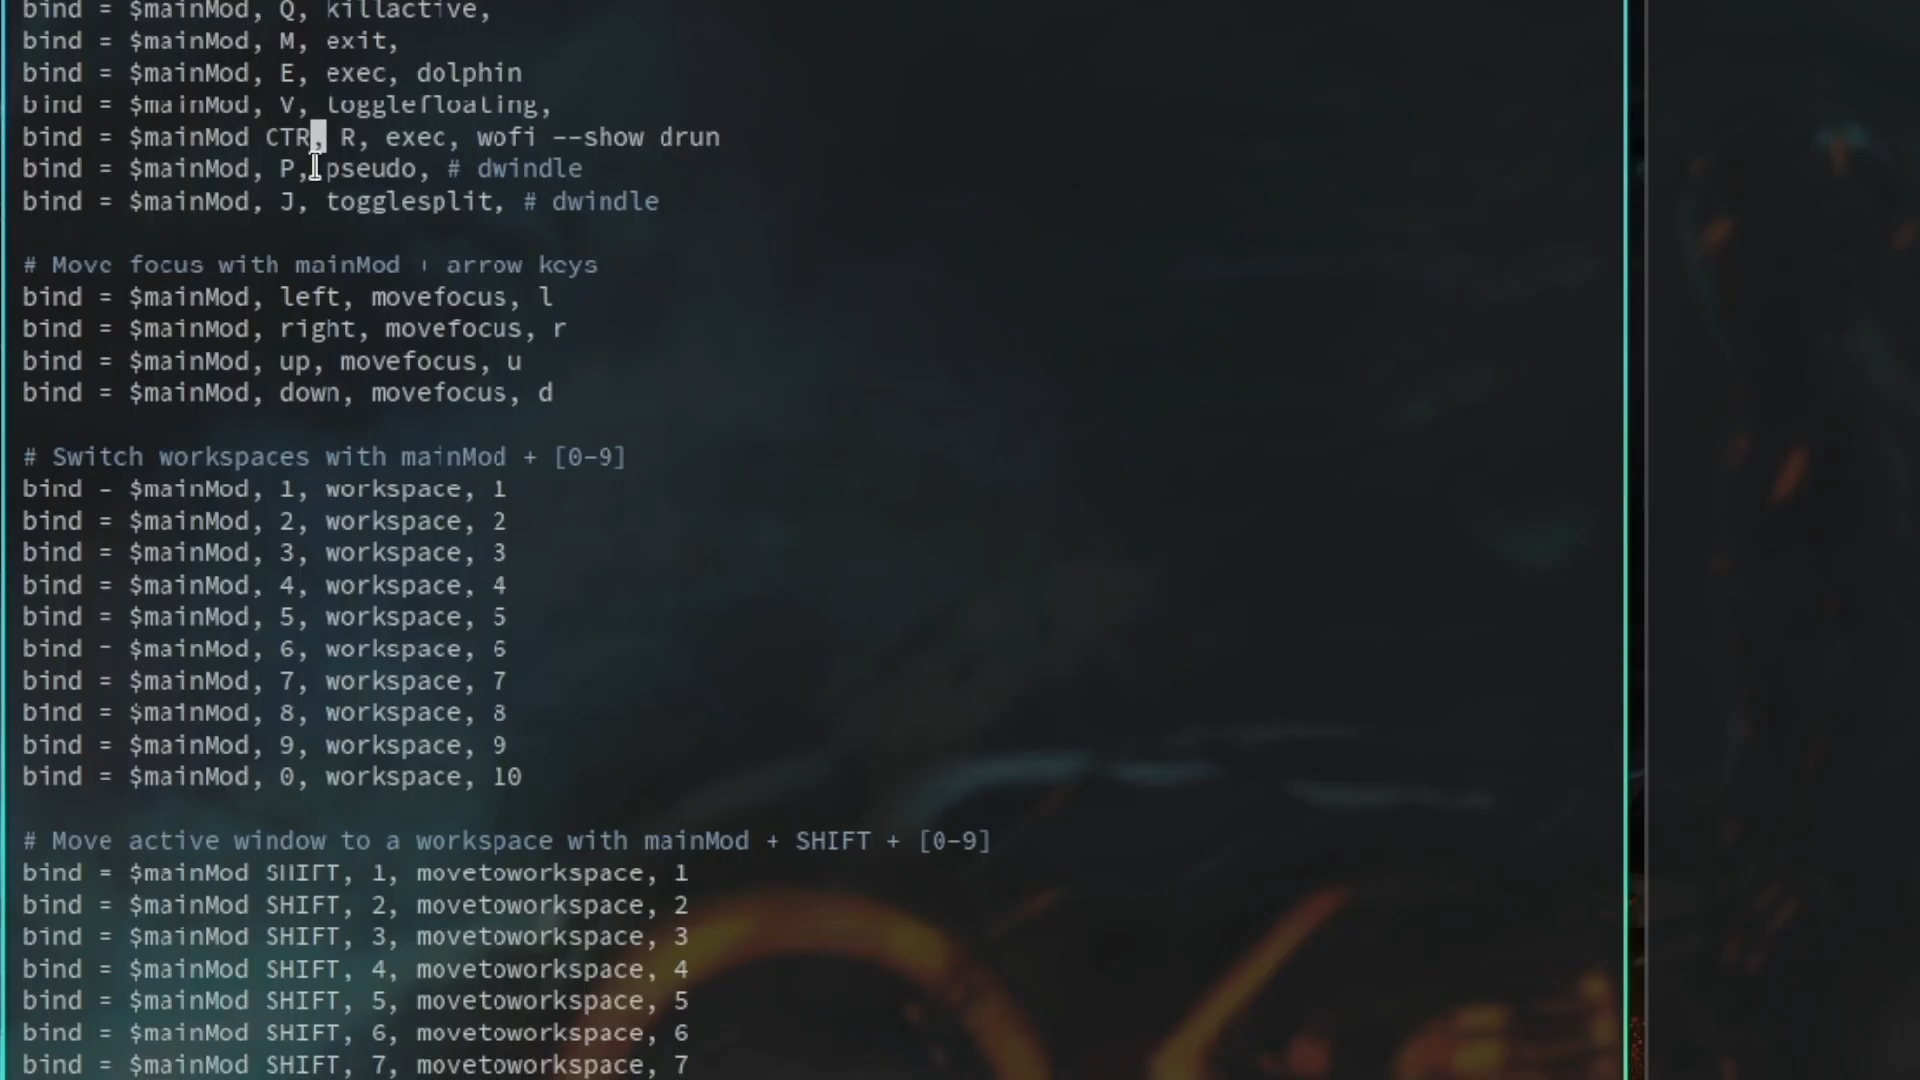 bind = $mainMod, Q, killactive,
bind = $mainMod, M, exit,
bind = $mainMod, E, exec, dolphin
bind = $mainMod, V, togglefloating,
bind = $mainMod CTR, R, exec, wofi --show drun
bind = $mainMod, P, pseudo, # dwindle
bind = $mainMod, J, togglesplit, # dwindle
# Move focus with mainMod + arrow keys
bind = $mainMod, left, movefocus, l
bind = $mainMod, right, movefocus, r
bind = $mainMod, up, movefocus, u
bind = $mainMod, down, movefocus, d
# Switch workspaces with mainMod + [0-9]
bind = $mainMod, 1, workspace, 1
bind = $mainMod, 2, workspace, 2
bind = $mainMod, 3, workspace, 3
bind = $mainMod, 4, workspace, 4
bind = $mainMod, 5, workspace, 5
bind = $mainMod, 6, workspace, 6
bind = $mainMod, 7, workspace, 7
bind = $mainMod, 8, workspace, 8
bind = $mainMod, 9, workspace, 9
bind = $mainMod, 0, workspace, 10
# Move active window to a workspace with mainMod + SHIFT + [0-9]
bind = $mainMod SHIFT, 1, movetoworkspace, 1
bind = $mainMod SHIFT, 2, movetoworkspace, 2
bind = $mainMod SHIFT, 3, movetoworkspace, 3
bind = $mainMod SHIFT, 4, movetoworkspace, 4
bind = $mainMod SHIFT, 5, movetoworkspace, 5
bind = $mainMod SHIFT, 6, movetoworkspace, 6
bind = $mainMod SHIFT, 7, movetoworkspace, 7